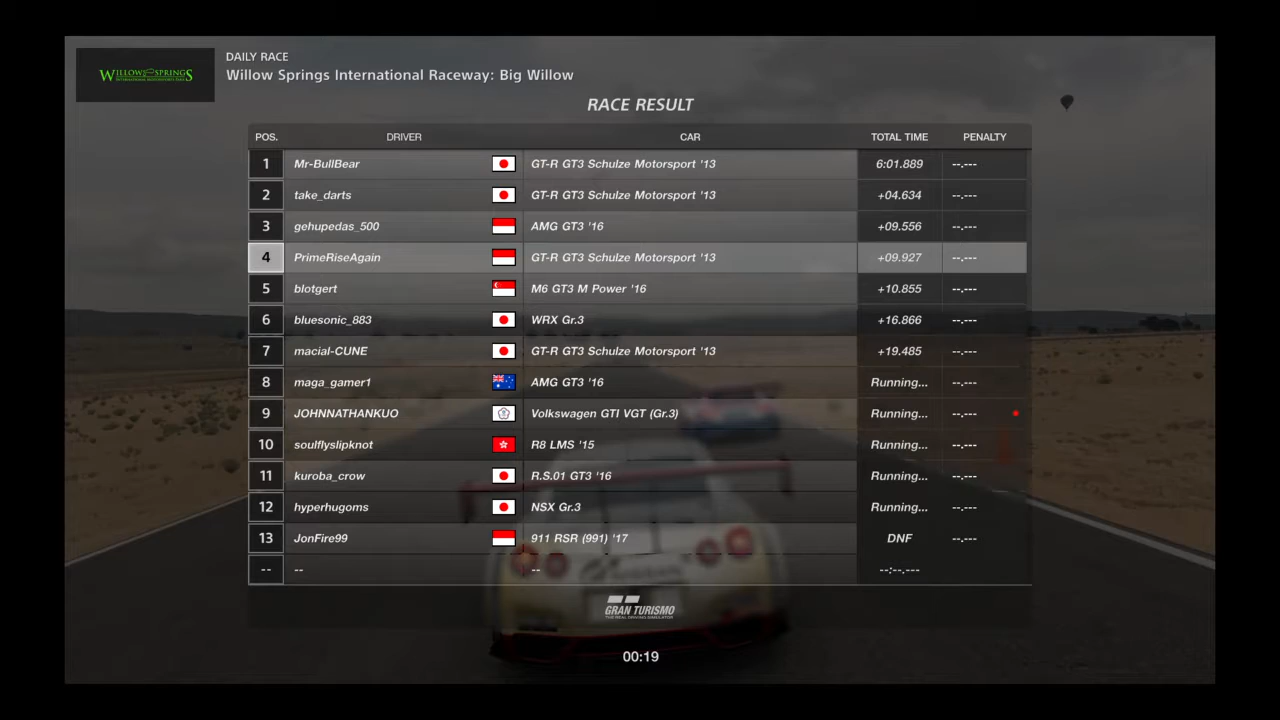 WILLOW SPRINGS
DAILY RACE
Willow Springs International Raceway: Big Willow
RACE RESULT
POS. DRIVER CAR TOTAL TIME PENALTY
1 Mr-BullBear GT-R GT3 Schulze Motorsport '13 6:01.889 --.---
2 take_darts GT-R GT3 Schulze Motorsport '13 +04.634 --.---
3 gehupedas_500 AMG GT3 '16 +09.556 --.---
4 PrimeRiseAgain GT-R GT3 Schulze Motorsport '13 +09.927 --.---
5 blotgert M6 GT3 M Power '16 +10.855 --.---
6 bluesonic_883 WRX Gr.3 +16.866 --.---
7 macial-CUNE GT-R GT3 Schulze Motorsport '13 +19.485 --.---
8 maga_gamer1 AMG GT3 '16 Running... --.---
9 JOHNNATHANKUO Volkswagen GTI VGT (Gr.3) Running... --.---
10 soulflyslipknot R8 LMS '15 Running... --.---
11 kuroba_crow R.S.01 GT3 '16 Running... --.---
12 hyperhugoms NSX Gr.3 Running... --.---
13 JonFire99 911 RSR (991) '17 DNF --.---
-- -- -- --:--.---
GRAN TURISMO
THE REAL DRIVING SIMULATOR
00:19